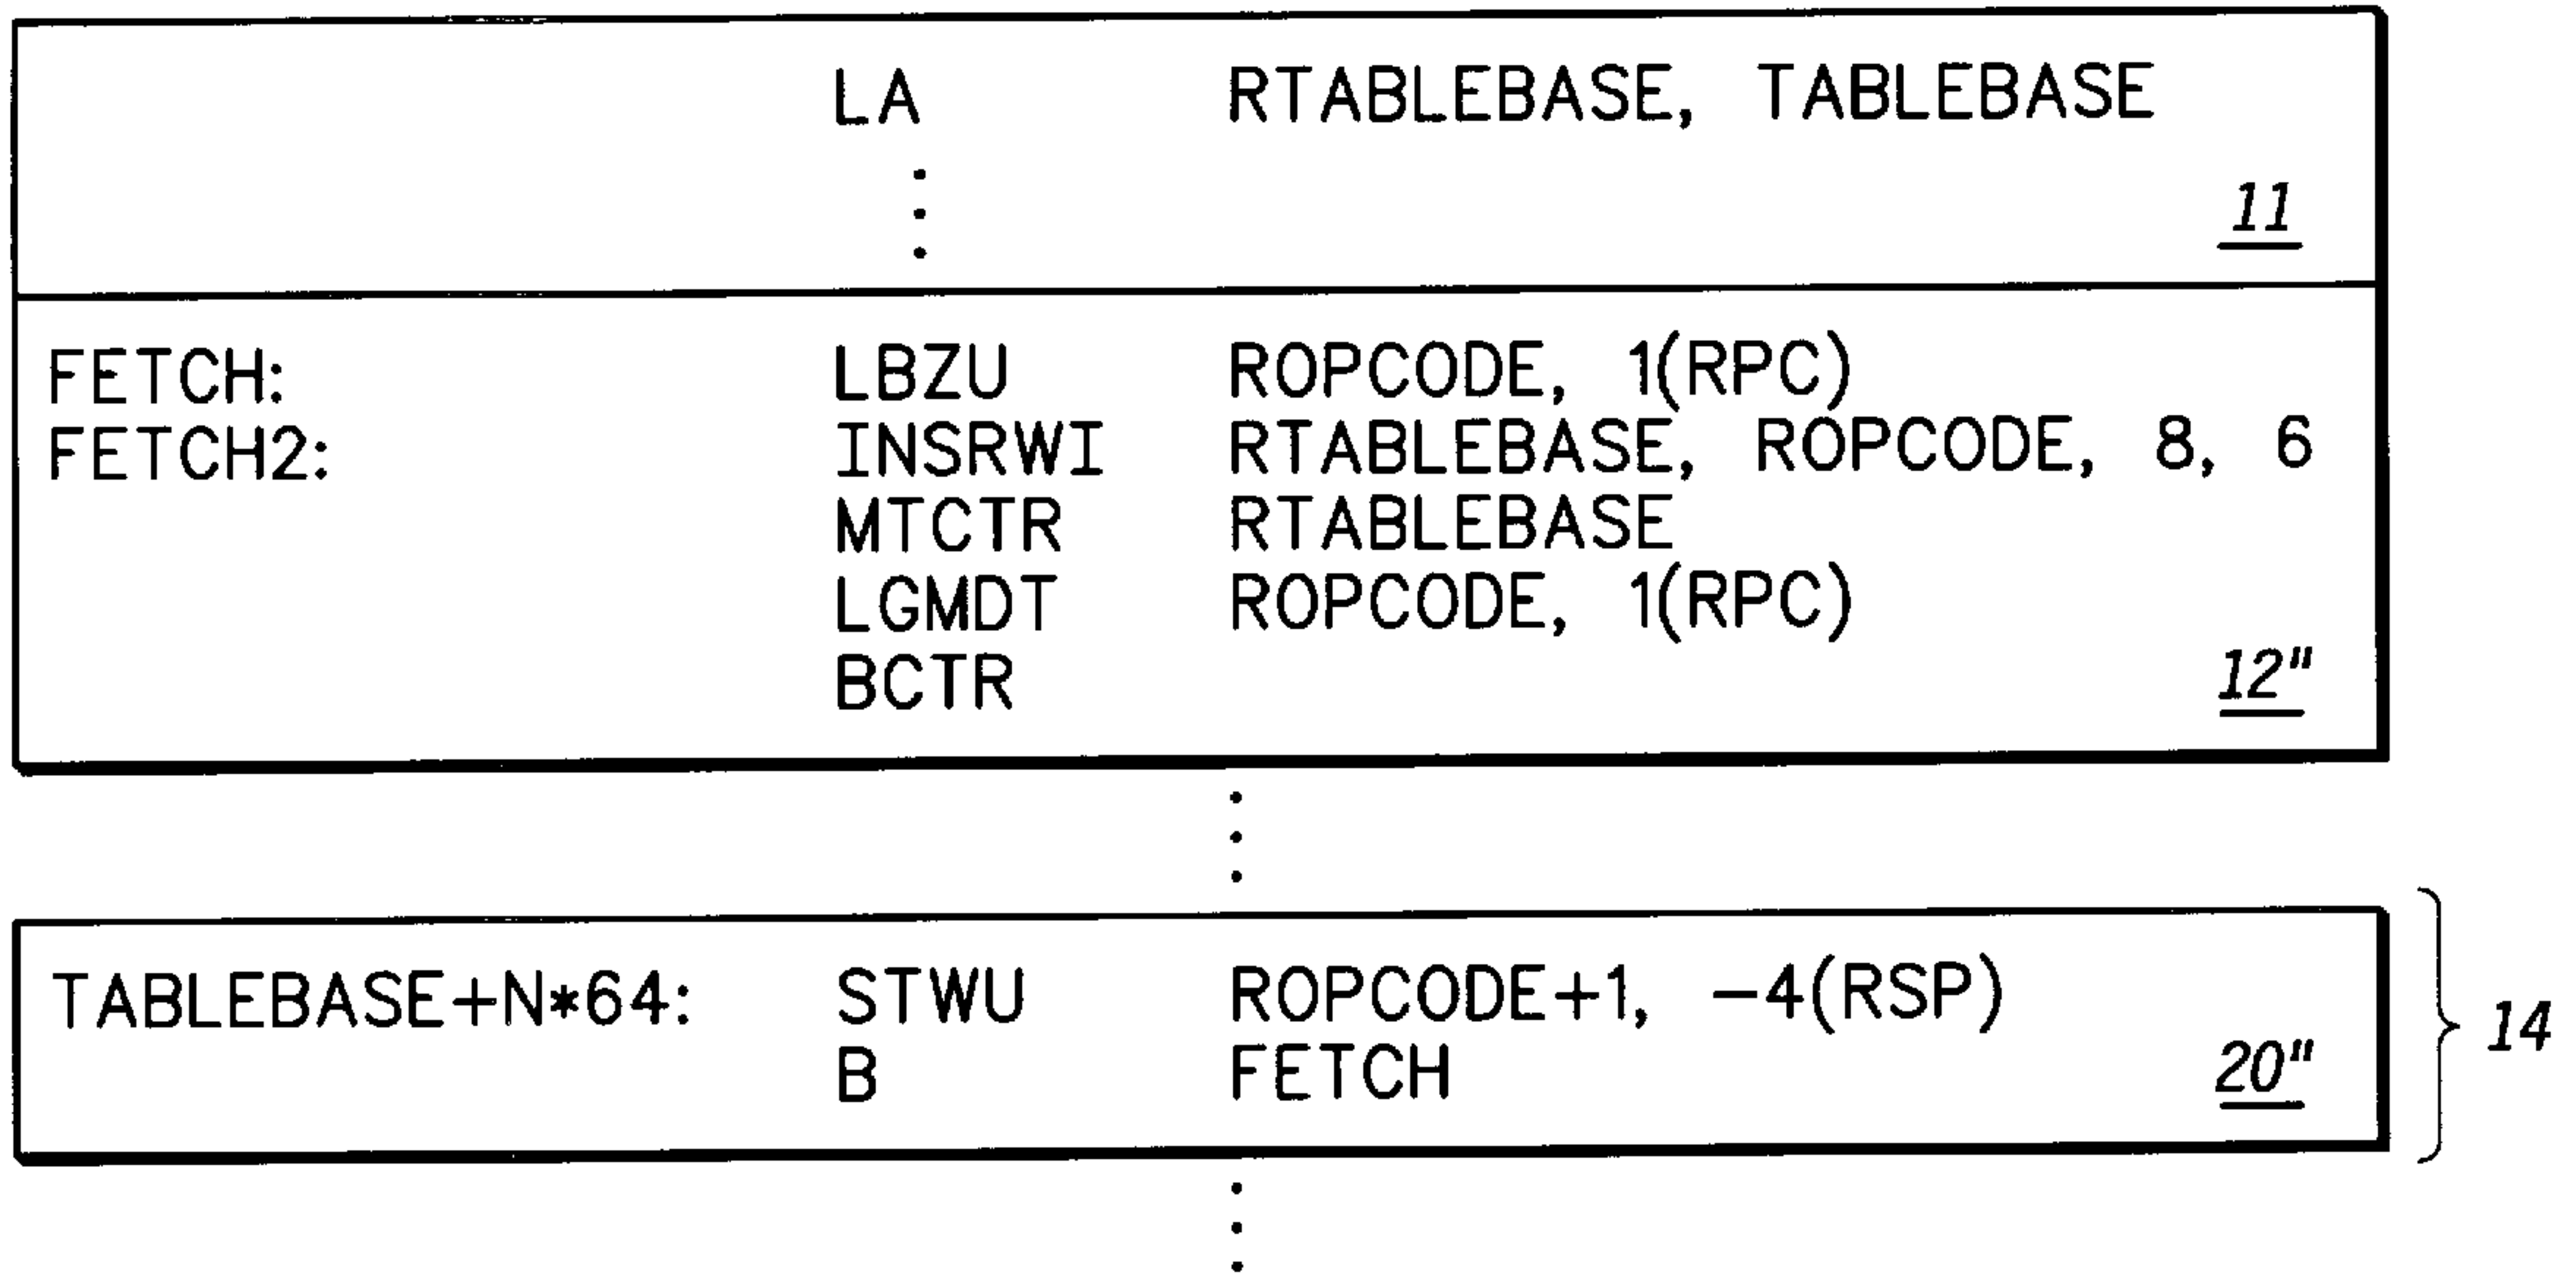 LA RTABLEBASE, TABLEBASE
11
FETCH: LBZU ROPCODE, 1(RPC)
FETCH2: INSRWI RTABLEBASE, ROPCODE, 8, 6
MTCTR RTABLEBASE
LGMDT ROPCODE, 1(RPC)
BCTR
12"
TABLEBASE+N*64: STWU ROPCODE+1, -4(RSP)
B FETCH
20"
14